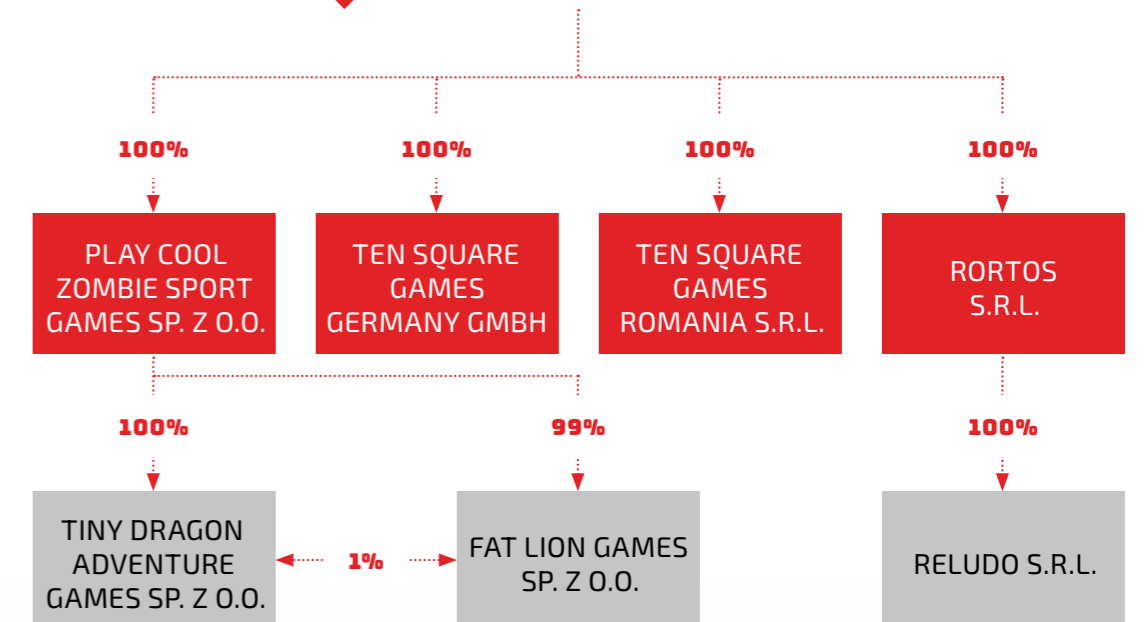 100%
100%
100%
100%
PLAY COOL
ZOMBIE SPORT
GAMES SP. Z O.O.
TEN SQUARE
GAMES
GERMANY GMBH
TEN SQUARE
GAMES
ROMANIA S.R.L.
RORTOS
S.R.L.
100%
99%
100%
TINY DRAGON
ADVENTURE
GAMES SP. Z O.O.
1%
FAT LION GAMES
SP. Z O.O.
RELUDO S.R.L.